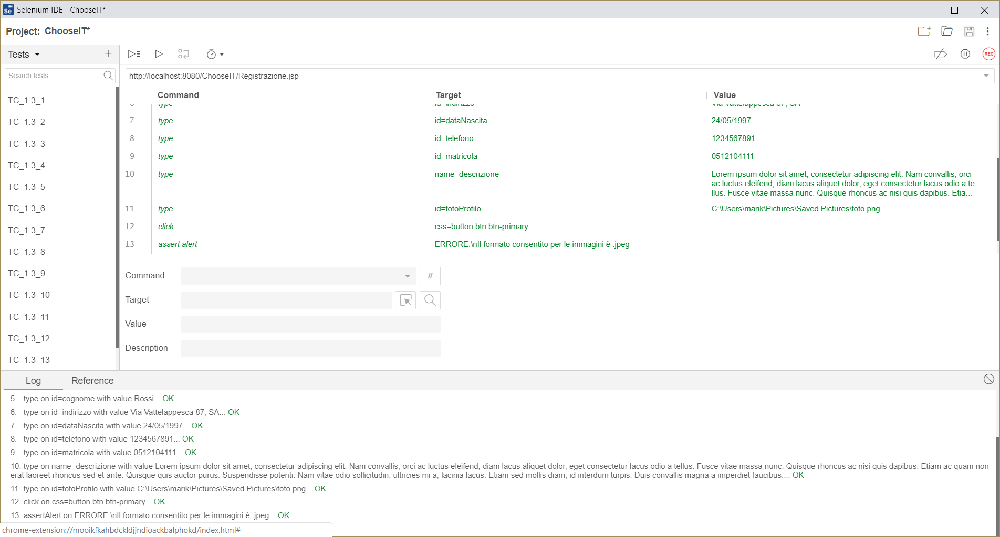 Selenium IDE - ChooseIT*
Project: ChooseIT*
Tests
Search tests...
http://localhost:8080/ChooseIT/Registrazione.jsp
REC
TC_1.3_1
TC_1.3_2
TC_1.3_3
TC_1.3_4
TC_1.3_5
TC_1.3_6
TC_1.3_7
TC_1.3_8
TC_1.3_9
TC_1.3_10
TC_1.3_11
TC_1.3_12
TC_1.3_13
Command Target Value
6 type id=indirizzo Via Vattelappesca 87, SA
7 type id=dataNascita 24/05/1997
8 type id=telefono 1234567891
9 type id=matricola 0512104111
10 type name=descrizione Lorem ipsum dolor sit amet, consectetur adipiscing elit. Nam convallis, orci
ac luctus eleifend, diam lacus aliquet dolor, eget consectetur lacus odio a te
llus. Fusce vitae massa nunc. Quisque rhoncus ac nisi quis dapibus. Etia...
11 type id=fotoProfilo C:\Users\marik\Pictures\Saved Pictures\foto.png
12 click css=button.btn.btn-primary
13 assert alert ERRORE.\nIl formato consentito per le immagini è .jpeg
Command
//
Target
Value
Description
Log Reference
5. type on id=cognome with value Rossi... OK
6. type on id=indirizzo with value Via Vattelappesca 87, SA... OK
7. type on id=dataNascita with value 24/05/1997... OK
8. type on id=telefono with value 1234567891... OK
9. type on id=matricola with value 0512104111... OK
10. type on name=descrizione with value Lorem ipsum dolor sit amet, consectetur adipiscing elit. Nam convallis, orci ac luctus eleifend, diam lacus aliquet dolor, eget consectetur lacus odio a tellus. Fusce vitae massa nunc. Quisque rhoncus ac nisi quis dapibus. Etiam ac quam non
erat laoreet rhoncus sed et ante. Quisque quis auctor purus. Suspendisse potenti. Nam vitae odio sollicitudin, ultricies mi a, lacinia lacus. Etiam sed mollis diam, id interdum turpis. Duis convallis magna a imperdiet faucibus.... OK
11. type on id=fotoProfilo with value C:\Users\marik\Pictures\Saved Pictures\foto.png... OK
12. click on css=button.btn.btn-primary... OK
13. assertAlert on ERRORE.\nIl formato consentito per le immagini è .jpeg... OK
chrome-extension://mooikfkahbdckldjjndioackbalphokd/index.html#